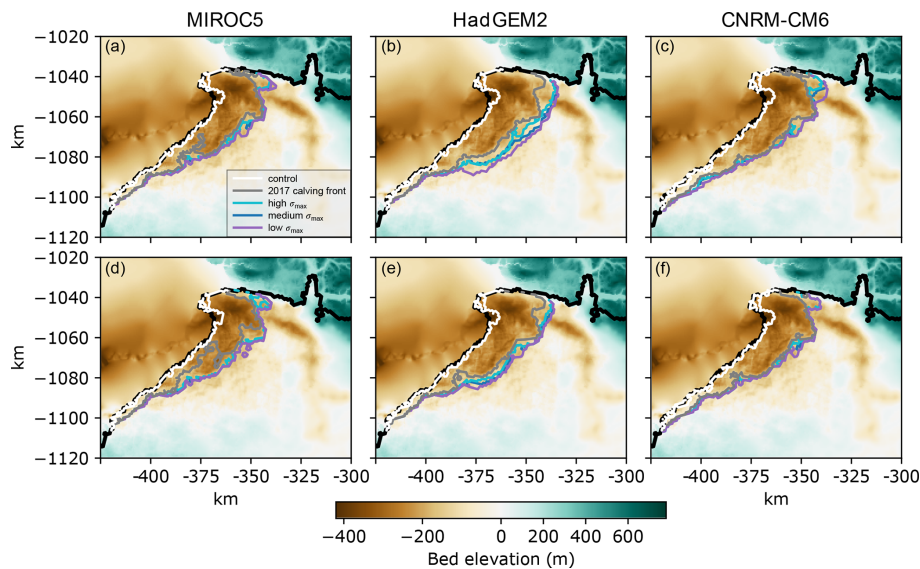 MIROC5 HadGEM2 CNRM-CM6
(a) (b) (c)
−1020
−1040
−1060
−1080
−1100
−1120
km
control
2017 calving front
high σmax
medium σmax
low σmax
(d) (e) (f)
−1020
−1040
−1060
−1080
−1100
−1120
km
-400 -375 -350 -325 -300 -400 -375 -350 -325 -300 -400 -375 -350 -325 -300
km km km
−400 −200 0 200 400 600
Bed elevation (m)